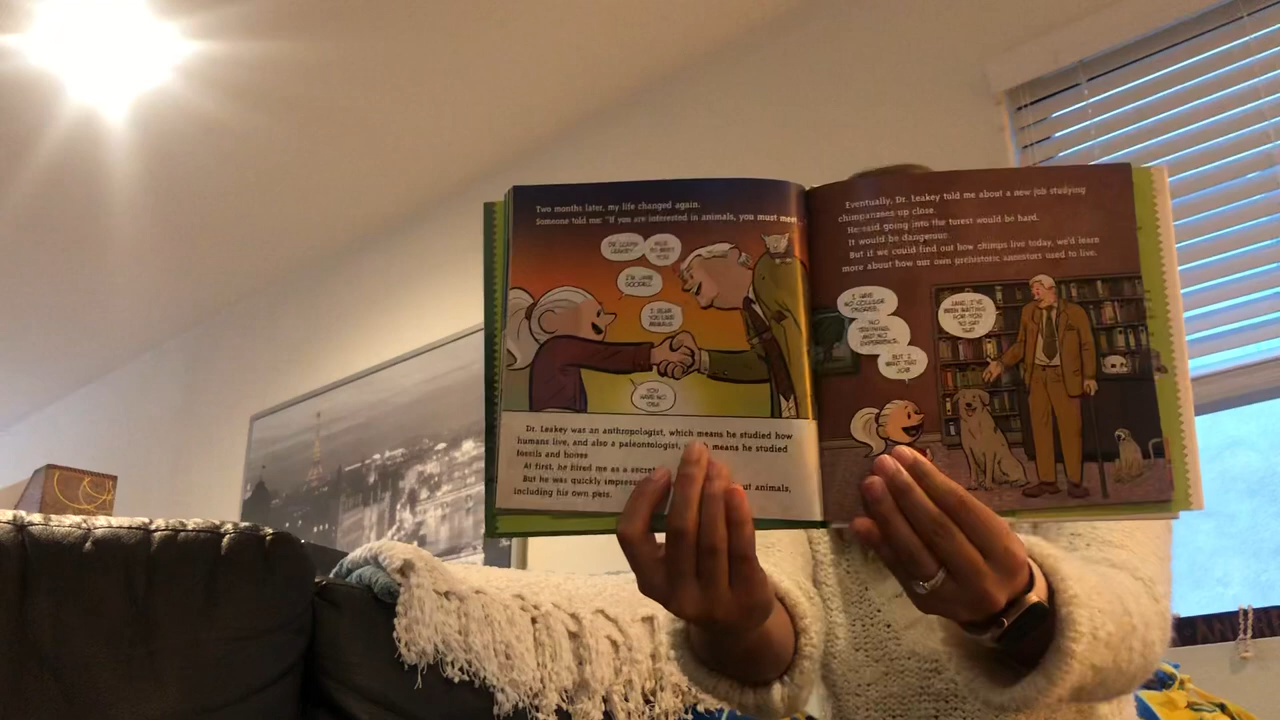 Two months later, my life changed again.
Someone told me: "If you are interested in animals, you must meet
DR. LOUIS
LEAKEY.
NICE
TO MEET
YOU.
I'M JANE
GOODALL.
I HEAR
YOU LIKE
ANIMALS.
YOU
HAVE NO
IDEA.
Dr. Leakey was an anthropologist, which means he studied how
humans live, and also a paleontologist, means he studied
fossils and bones
At first, he hired me as a
But he was quickly animals,
including his own pets.
Eventually, Dr. Leakey told me about a new job studying
chimpanzees up close.
He said going into the forest would be hard.
It would be dangerous.
But if we could find out how chimps live today, we'd learn
more about how our own prehistoric ancestors used to live.
I HAVE
NO COLLEGE
DEGREE,
NO
TRAINING,
AND NO
EXPERIENCE,
BUT I
WANT THAT
JOB!
JANE, I'VE
BEEN WAITING
FOR YOU
TO SAY
THAT.